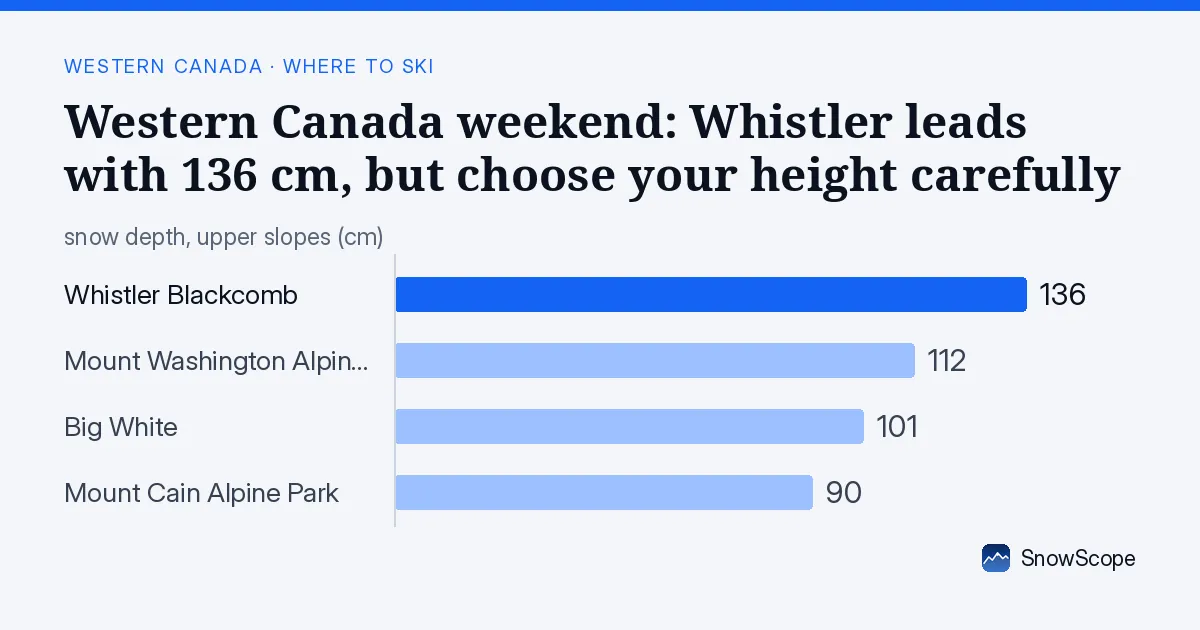 WESTERN CANADA · WHERE TO SKI
Western Canada weekend: Whistler leads
with 136 cm, but choose your height carefully
snow depth, upper slopes (cm)
Whistler Blackcomb 136
Mount Washington Alpin... 112
Big White 101
Mount Cain Alpine Park 90
SnowScope